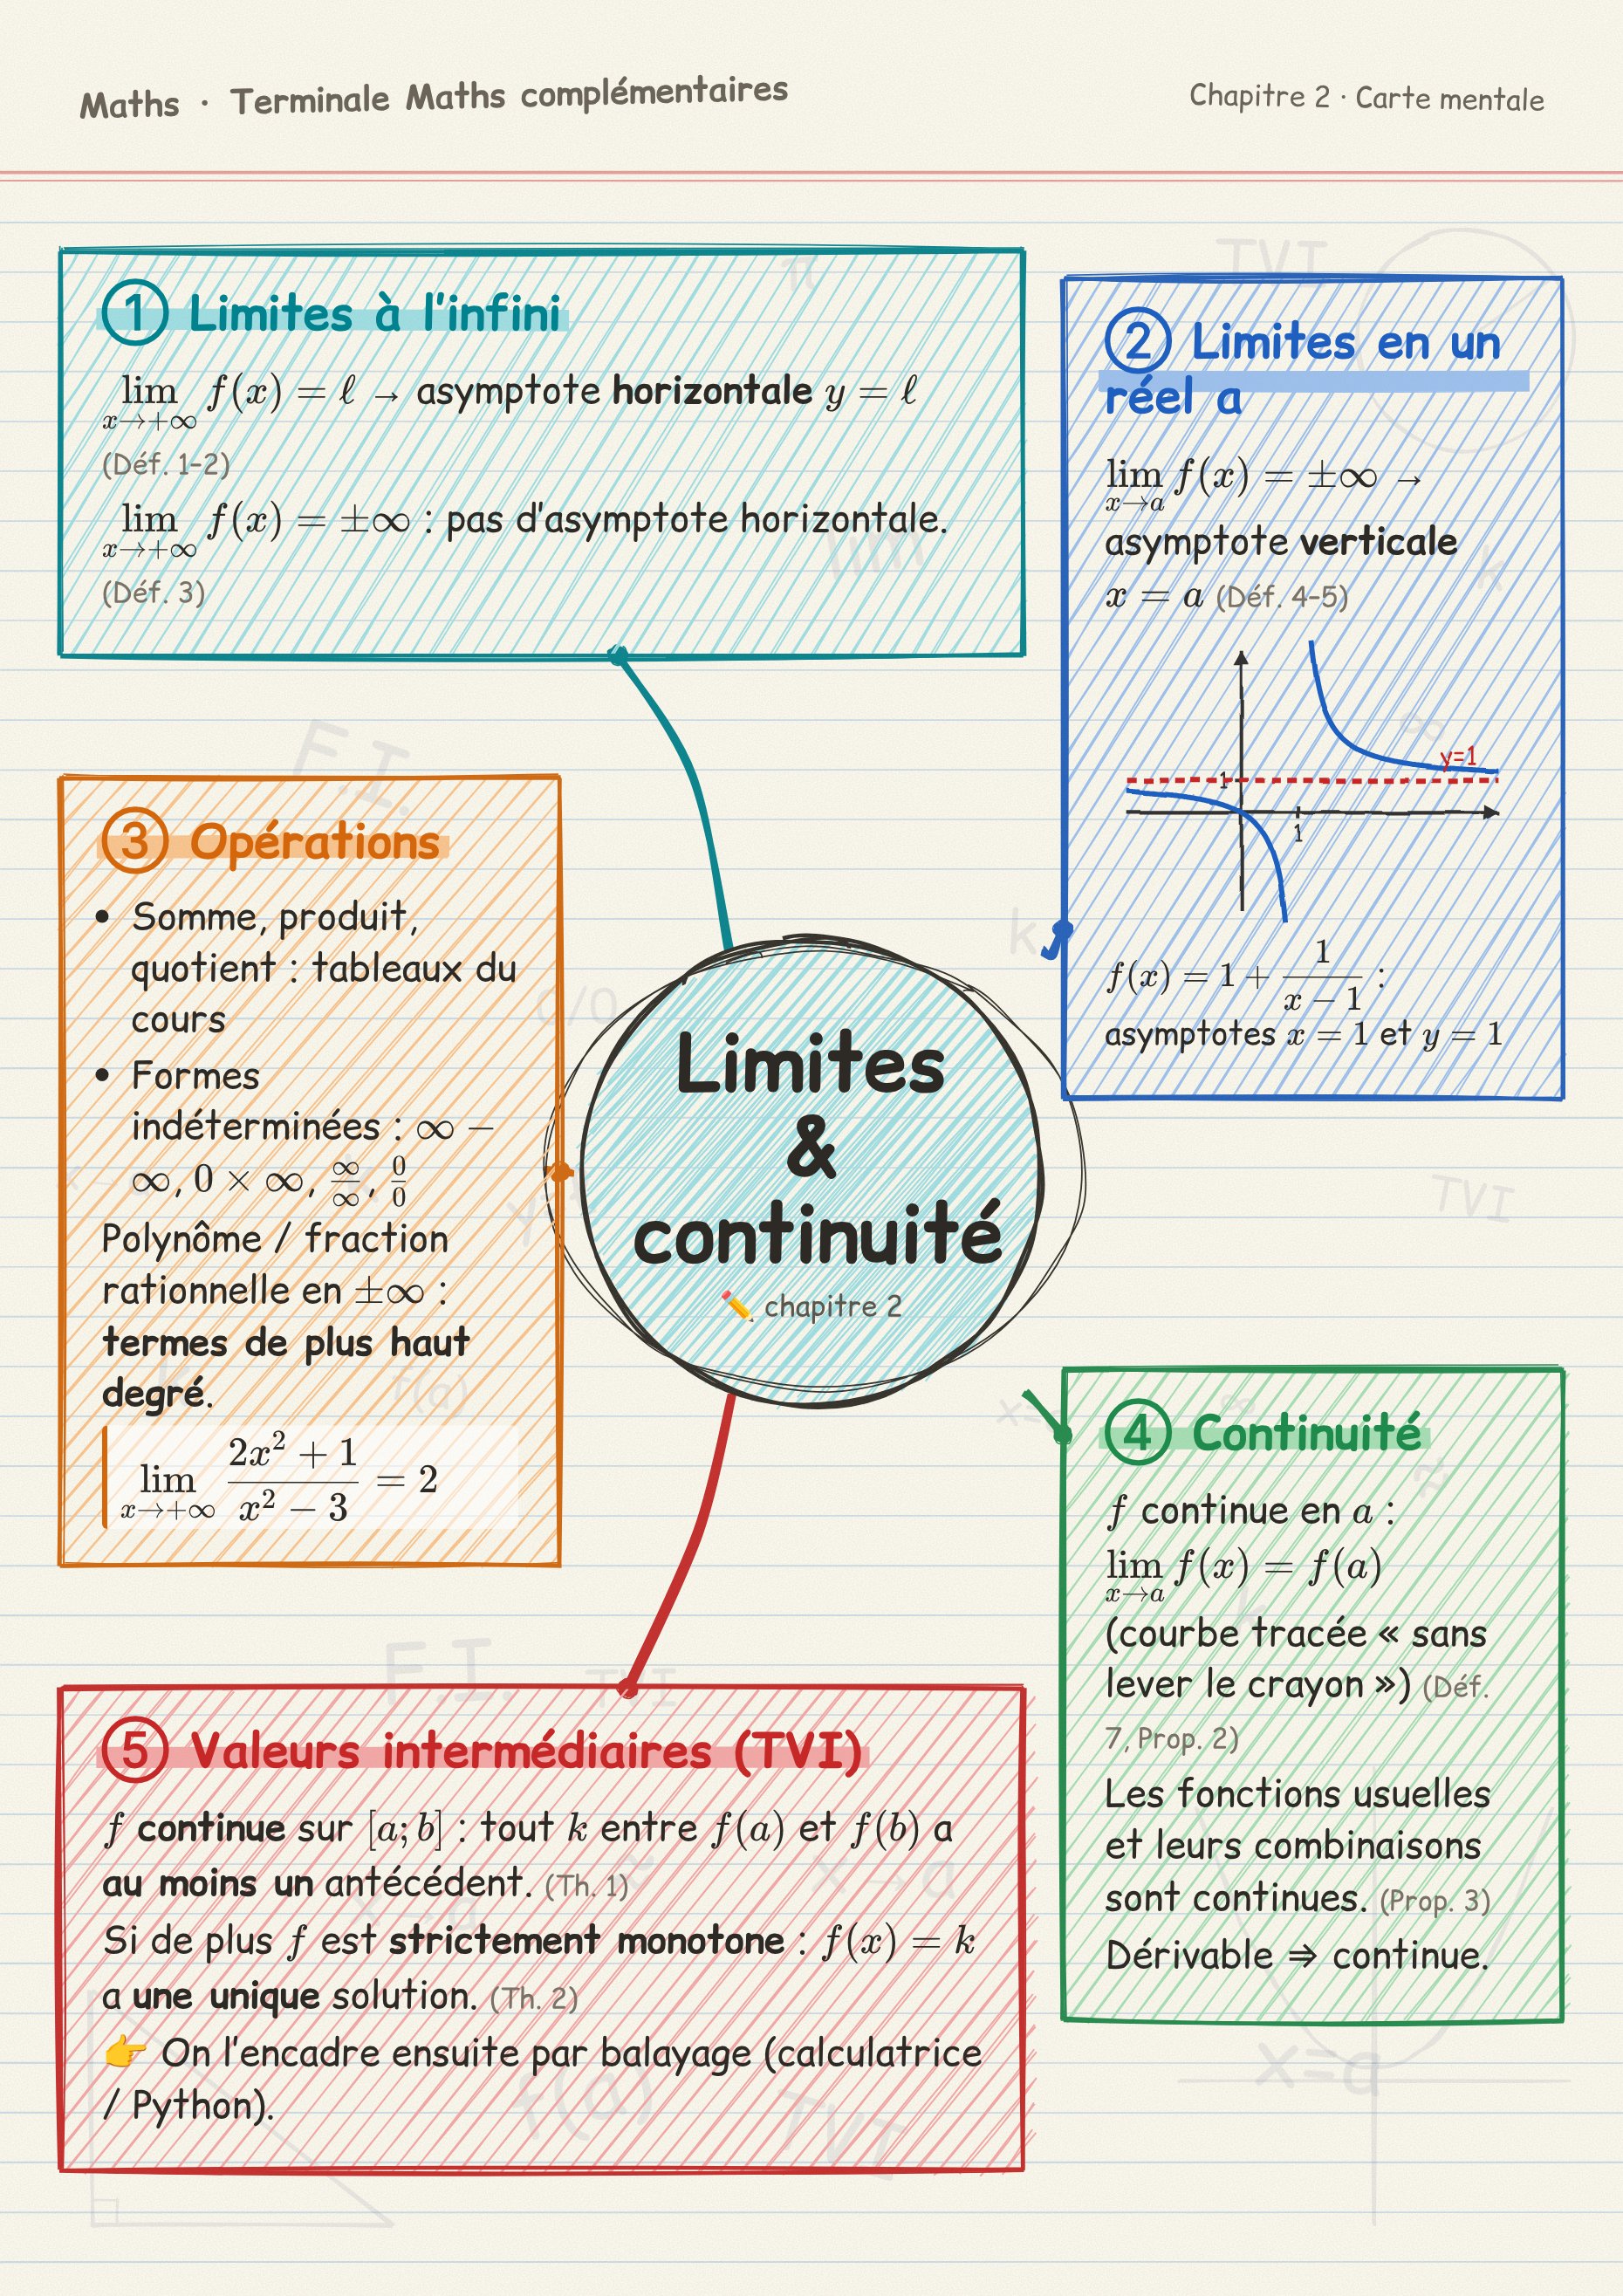 Maths · Terminale Maths complémentaires
Chapitre 2 · Carte mentale
① Limites à l'infini
lim x→+∞ f(x) = ℓ → asymptote horizontale y = ℓ
(Déf. 1-2)
lim x→+∞ f(x) = ±∞ : pas d'asymptote horizontale.
(Déf. 3)
② Limites en un
réel a
lim x→a f(x) = ±∞ →
asymptote verticale
x = a (Déf. 4-5)
y=1
1
1
f(x) = 1 + 1/(x − 1) :
asymptotes x = 1 et y = 1
③ Opérations
• Somme, produit,
quotient : tableaux du
cours
• Formes
indéterminées : ∞ −
∞, 0 × ∞, ∞/∞, 0/0
Polynôme / fraction
rationnelle en ±∞ :
termes de plus haut
degré.
lim x→+∞ (2x² + 1)/(x² − 3) = 2
Limites
&
continuité
✏️ chapitre 2
④ Continuité
f continue en a :
lim x→a f(x) = f(a)
(courbe tracée « sans
lever le crayon ») (Déf.
7, Prop. 2)
Les fonctions usuelles
et leurs combinaisons
sont continues. (Prop. 3)
Dérivable ⇒ continue.
⑤ Valeurs intermédiaires (TVI)
f continue sur [a; b] : tout k entre f(a) et f(b) a
au moins un antécédent. (Th. 1)
Si de plus f est strictement monotone : f(x) = k
a une unique solution. (Th. 2)
👉 On l'encadre ensuite par balayage (calculatrice
/ Python).